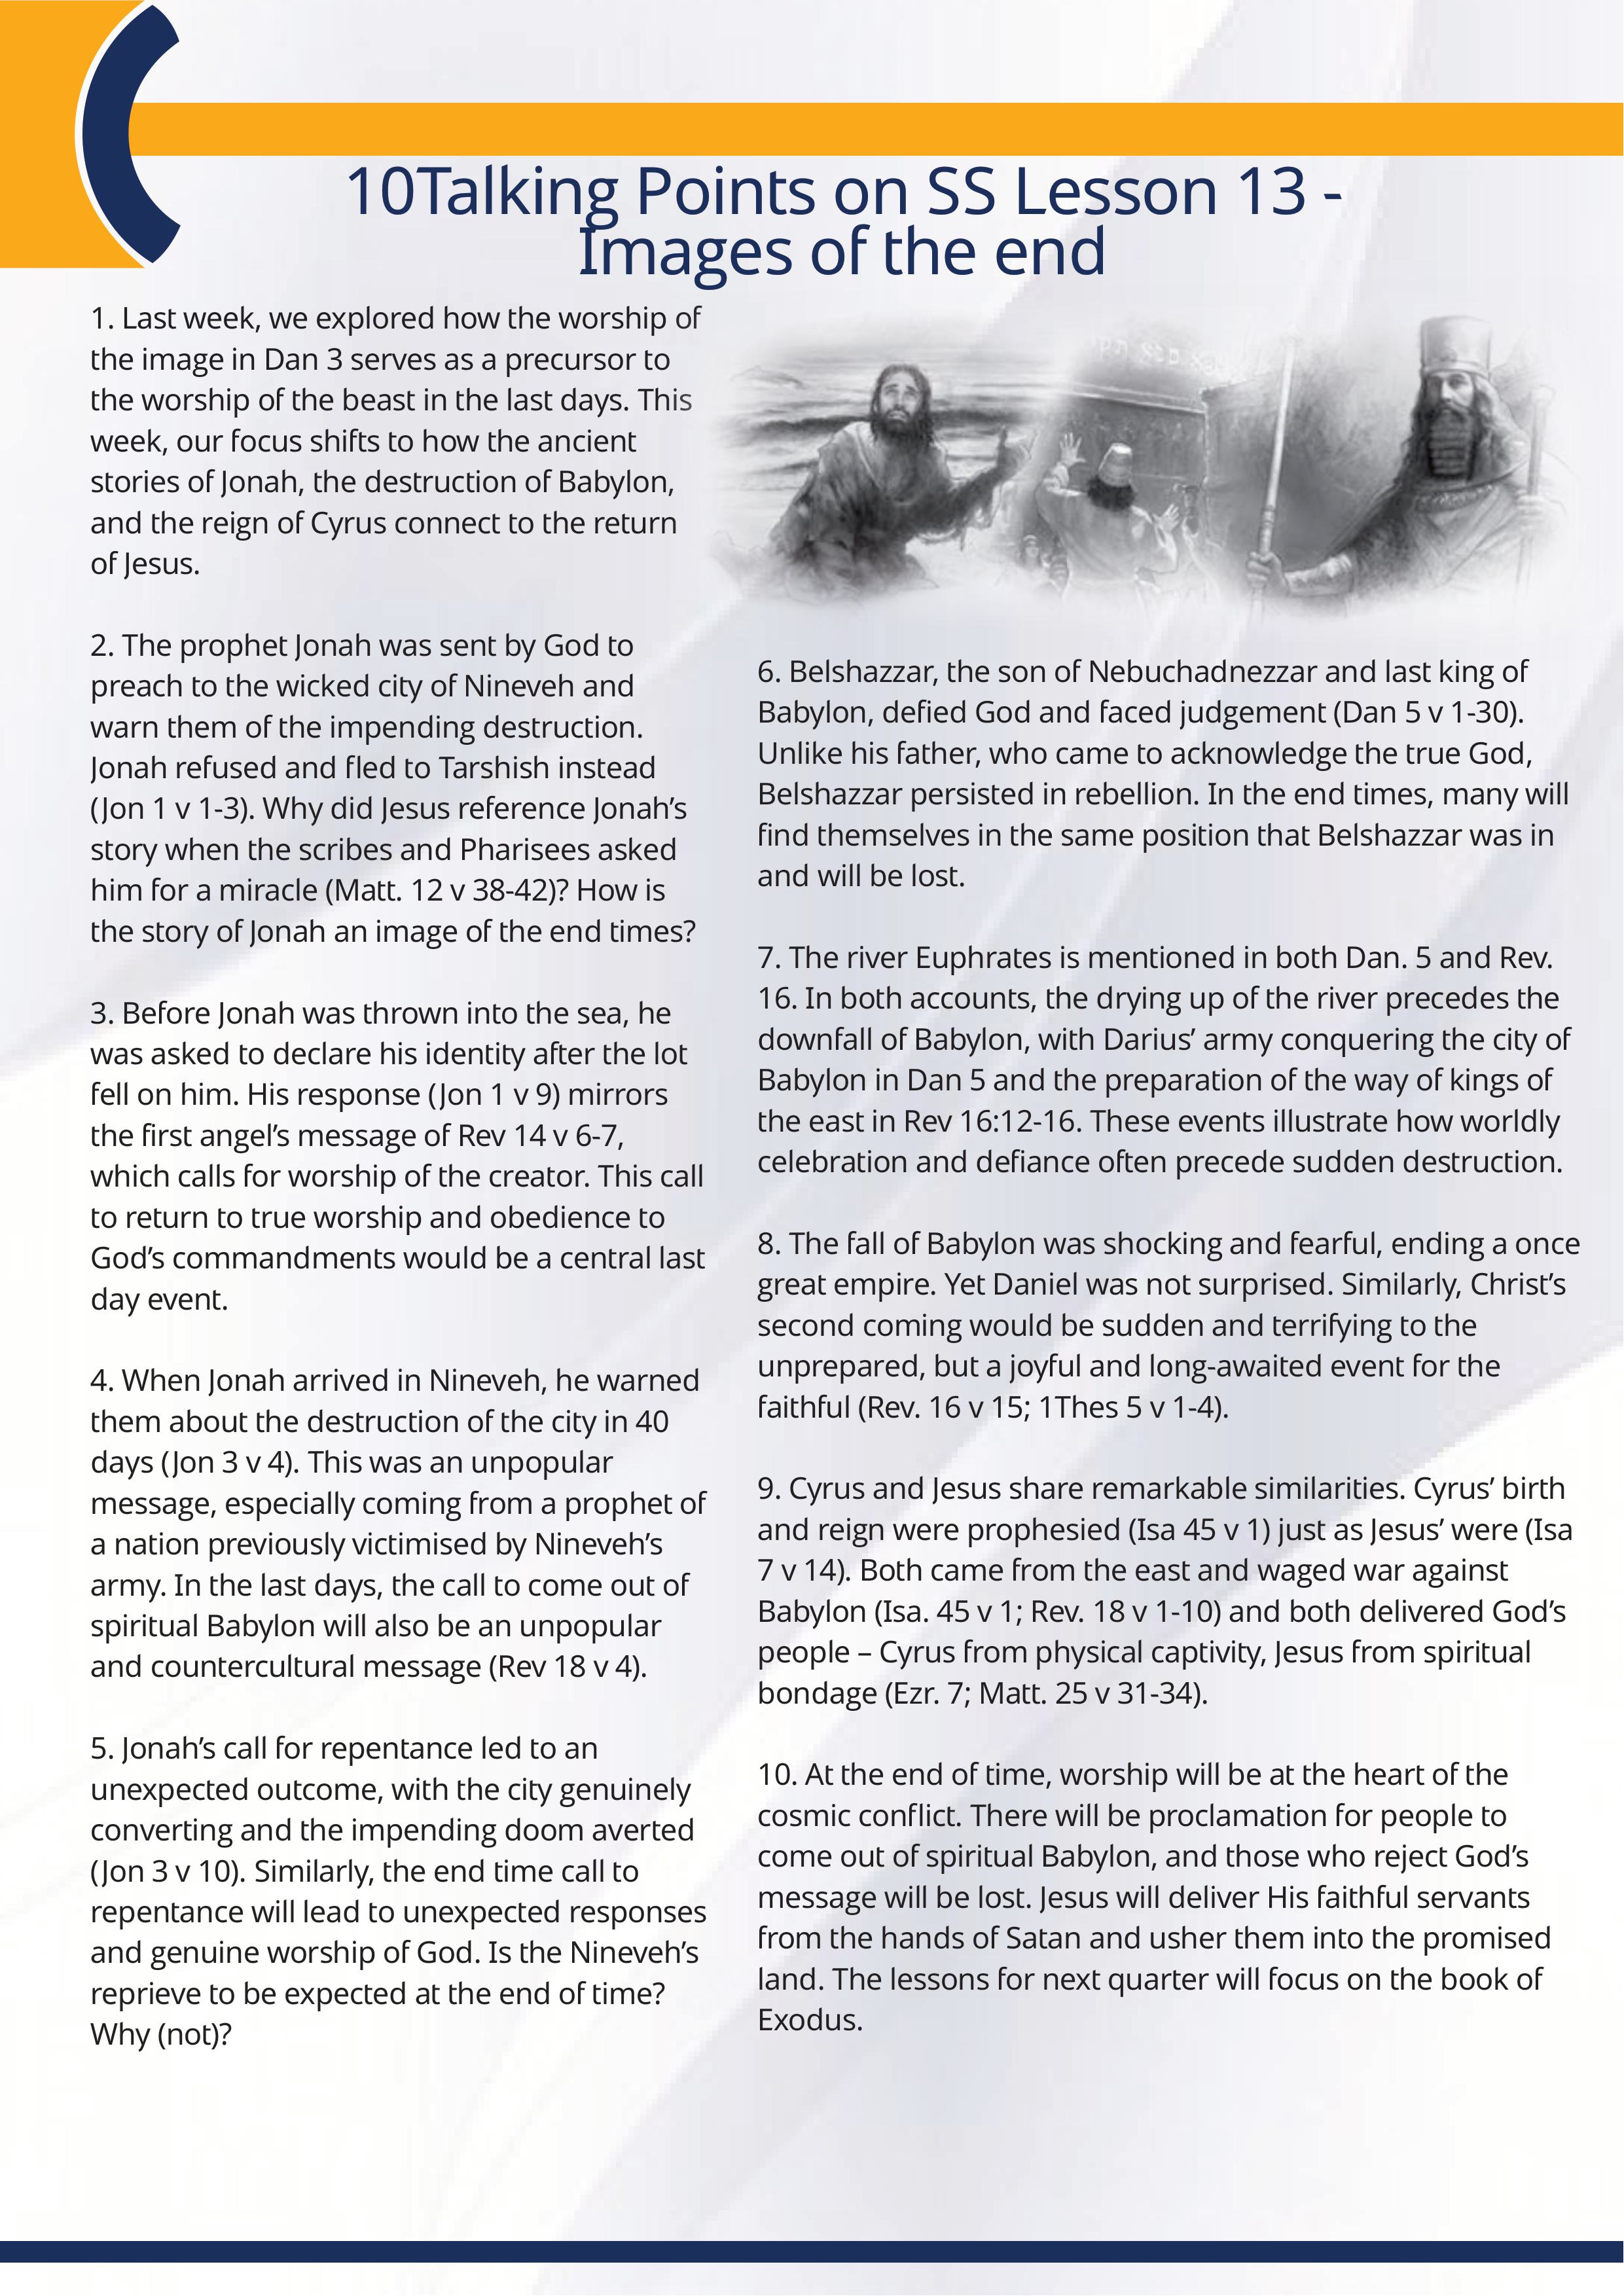 10Talking Points on SS Lesson 13 -
Images of the end
1. Last week, we explored how the worship of
the image in Dan 3 serves as a precursor to
the worship of the beast in the last days. This
week, our focus shifts to how the ancient
stories of Jonah, the destruction of Babylon,
and the reign of Cyrus connect to the return
of Jesus.
2. The prophet Jonah was sent by God to
preach to the wicked city of Nineveh and
warn them of the impending destruction.
Jonah refused and fled to Tarshish instead
(Jon 1 v 1-3). Why did Jesus reference Jonah’s
story when the scribes and Pharisees asked
him for a miracle (Matt. 12 v 38-42)? How is
the story of Jonah an image of the end times?
3. Before Jonah was thrown into the sea, he
was asked to declare his identity after the lot
fell on him. His response (Jon 1 v 9) mirrors
the first angel’s message of Rev 14 v 6-7,
which calls for worship of the creator. This call
to return to true worship and obedience to
God’s commandments would be a central last
day event.
4. When Jonah arrived in Nineveh, he warned
them about the destruction of the city in 40
days (Jon 3 v 4). This was an unpopular
message, especially coming from a prophet of
a nation previously victimised by Nineveh’s
army. In the last days, the call to come out of
spiritual Babylon will also be an unpopular
and countercultural message (Rev 18 v 4).
5. Jonah’s call for repentance led to an
unexpected outcome, with the city genuinely
converting and the impending doom averted
(Jon 3 v 10). Similarly, the end time call to
repentance will lead to unexpected responses
and genuine worship of God. Is the Nineveh’s
reprieve to be expected at the end of time?
Why (not)?
6. Belshazzar, the son of Nebuchadnezzar and last king of
Babylon, defied God and faced judgement (Dan 5 v 1-30).
Unlike his father, who came to acknowledge the true God,
Belshazzar persisted in rebellion. In the end times, many will
find themselves in the same position that Belshazzar was in
and will be lost.
7. The river Euphrates is mentioned in both Dan. 5 and Rev.
16. In both accounts, the drying up of the river precedes the
downfall of Babylon, with Darius’ army conquering the city of
Babylon in Dan 5 and the preparation of the way of kings of
the east in Rev 16:12-16. These events illustrate how worldly
celebration and defiance often precede sudden destruction.
8. The fall of Babylon was shocking and fearful, ending a once
great empire. Yet Daniel was not surprised. Similarly, Christ’s
second coming would be sudden and terrifying to the
unprepared, but a joyful and long-awaited event for the
faithful (Rev. 16 v 15; 1Thes 5 v 1-4).
9. Cyrus and Jesus share remarkable similarities. Cyrus’ birth
and reign were prophesied (Isa 45 v 1) just as Jesus’ were (Isa
7 v 14). Both came from the east and waged war against
Babylon (Isa. 45 v 1; Rev. 18 v 1-10) and both delivered God’s
people – Cyrus from physical captivity, Jesus from spiritual
bondage (Ezr. 7; Matt. 25 v 31-34).
10. At the end of time, worship will be at the heart of the
cosmic conflict. There will be proclamation for people to
come out of spiritual Babylon, and those who reject God’s
message will be lost. Jesus will deliver His faithful servants
from the hands of Satan and usher them into the promised
land. The lessons for next quarter will focus on the book of
Exodus.